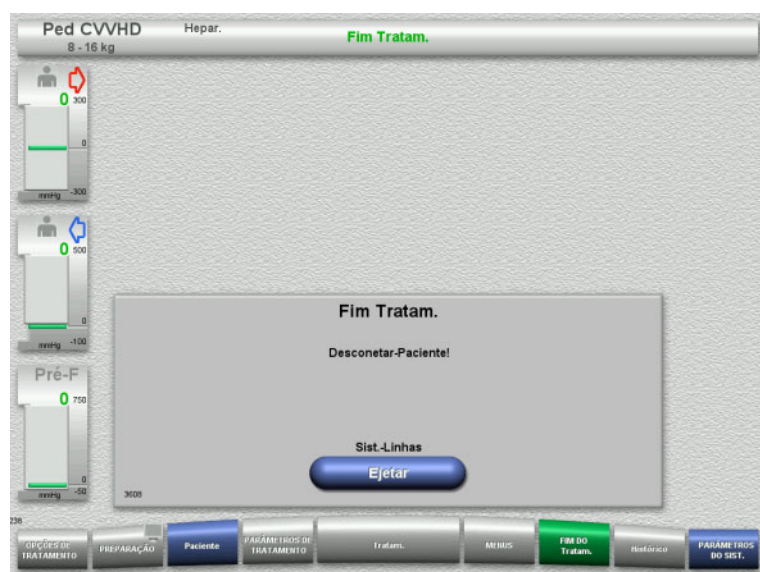 Ped CVVHD
8 - 16 kg
Hepar.
Fim Tratam.
0
300
0
-300
mmHg
0
500
0
-100
mmHg
Pré-F
0
750
0
-50
mmHg
Fim Tratam.
Desconetar-Paciente!
Sist.-Linhas
Ejetar
3608
236
OPÇÕES DE
TRATAMENTO
PREPARAÇÃO
Paciente
PARÂMETROS DE
TRATAMENTO
Tratam.
MENUS
FIM DO
Tratam.
Histórico
PARÂMETROS
DO SIST.